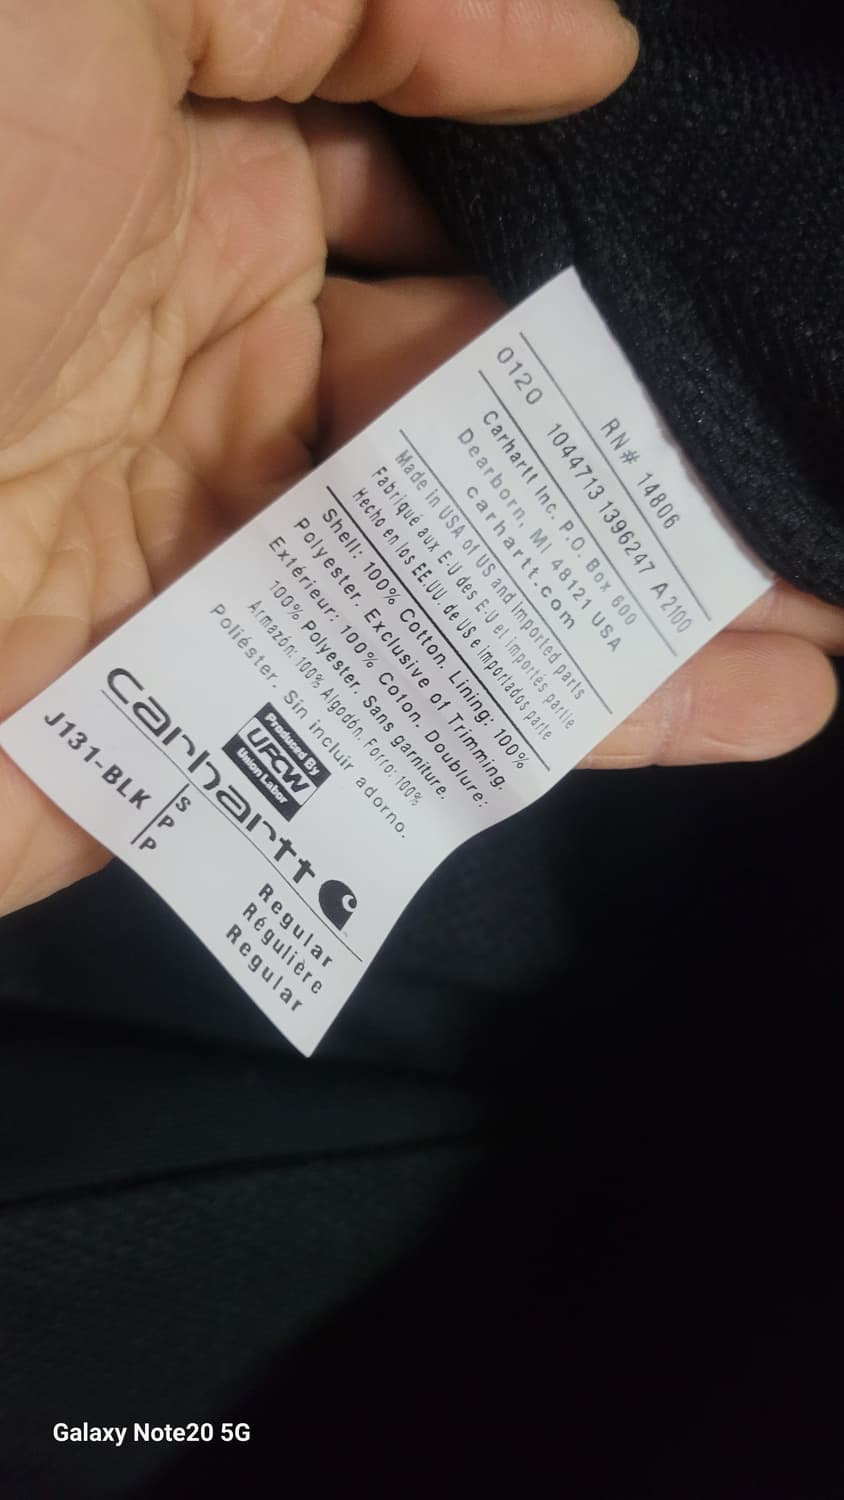 RN# 14806
0120 1044713 1396247 A 2100
Carhartt Inc. P.O. Box 600
Dearborn, MI 48121 USA
carhartt.com
Made in USA of US and Imported parts
Fabriqué aux E-U des E-U et importés partie
Hecho en los EE.UU. de US e importados parte
Shell: 100% Cotton. Lining: 100%
Polyester. Exclusive of Trimming.
Extérieur: 100% Coton. Doublure:
100% Polyester. Sans garniture.
Armazón: 100% Algodón. Forro: 100%
Poliéster. Sin incluir adorno.
Produced By
UFCW
Union Labor
carhartt
J131-BLK
S Regular
P Régulière
P Regular
Galaxy Note20 5G